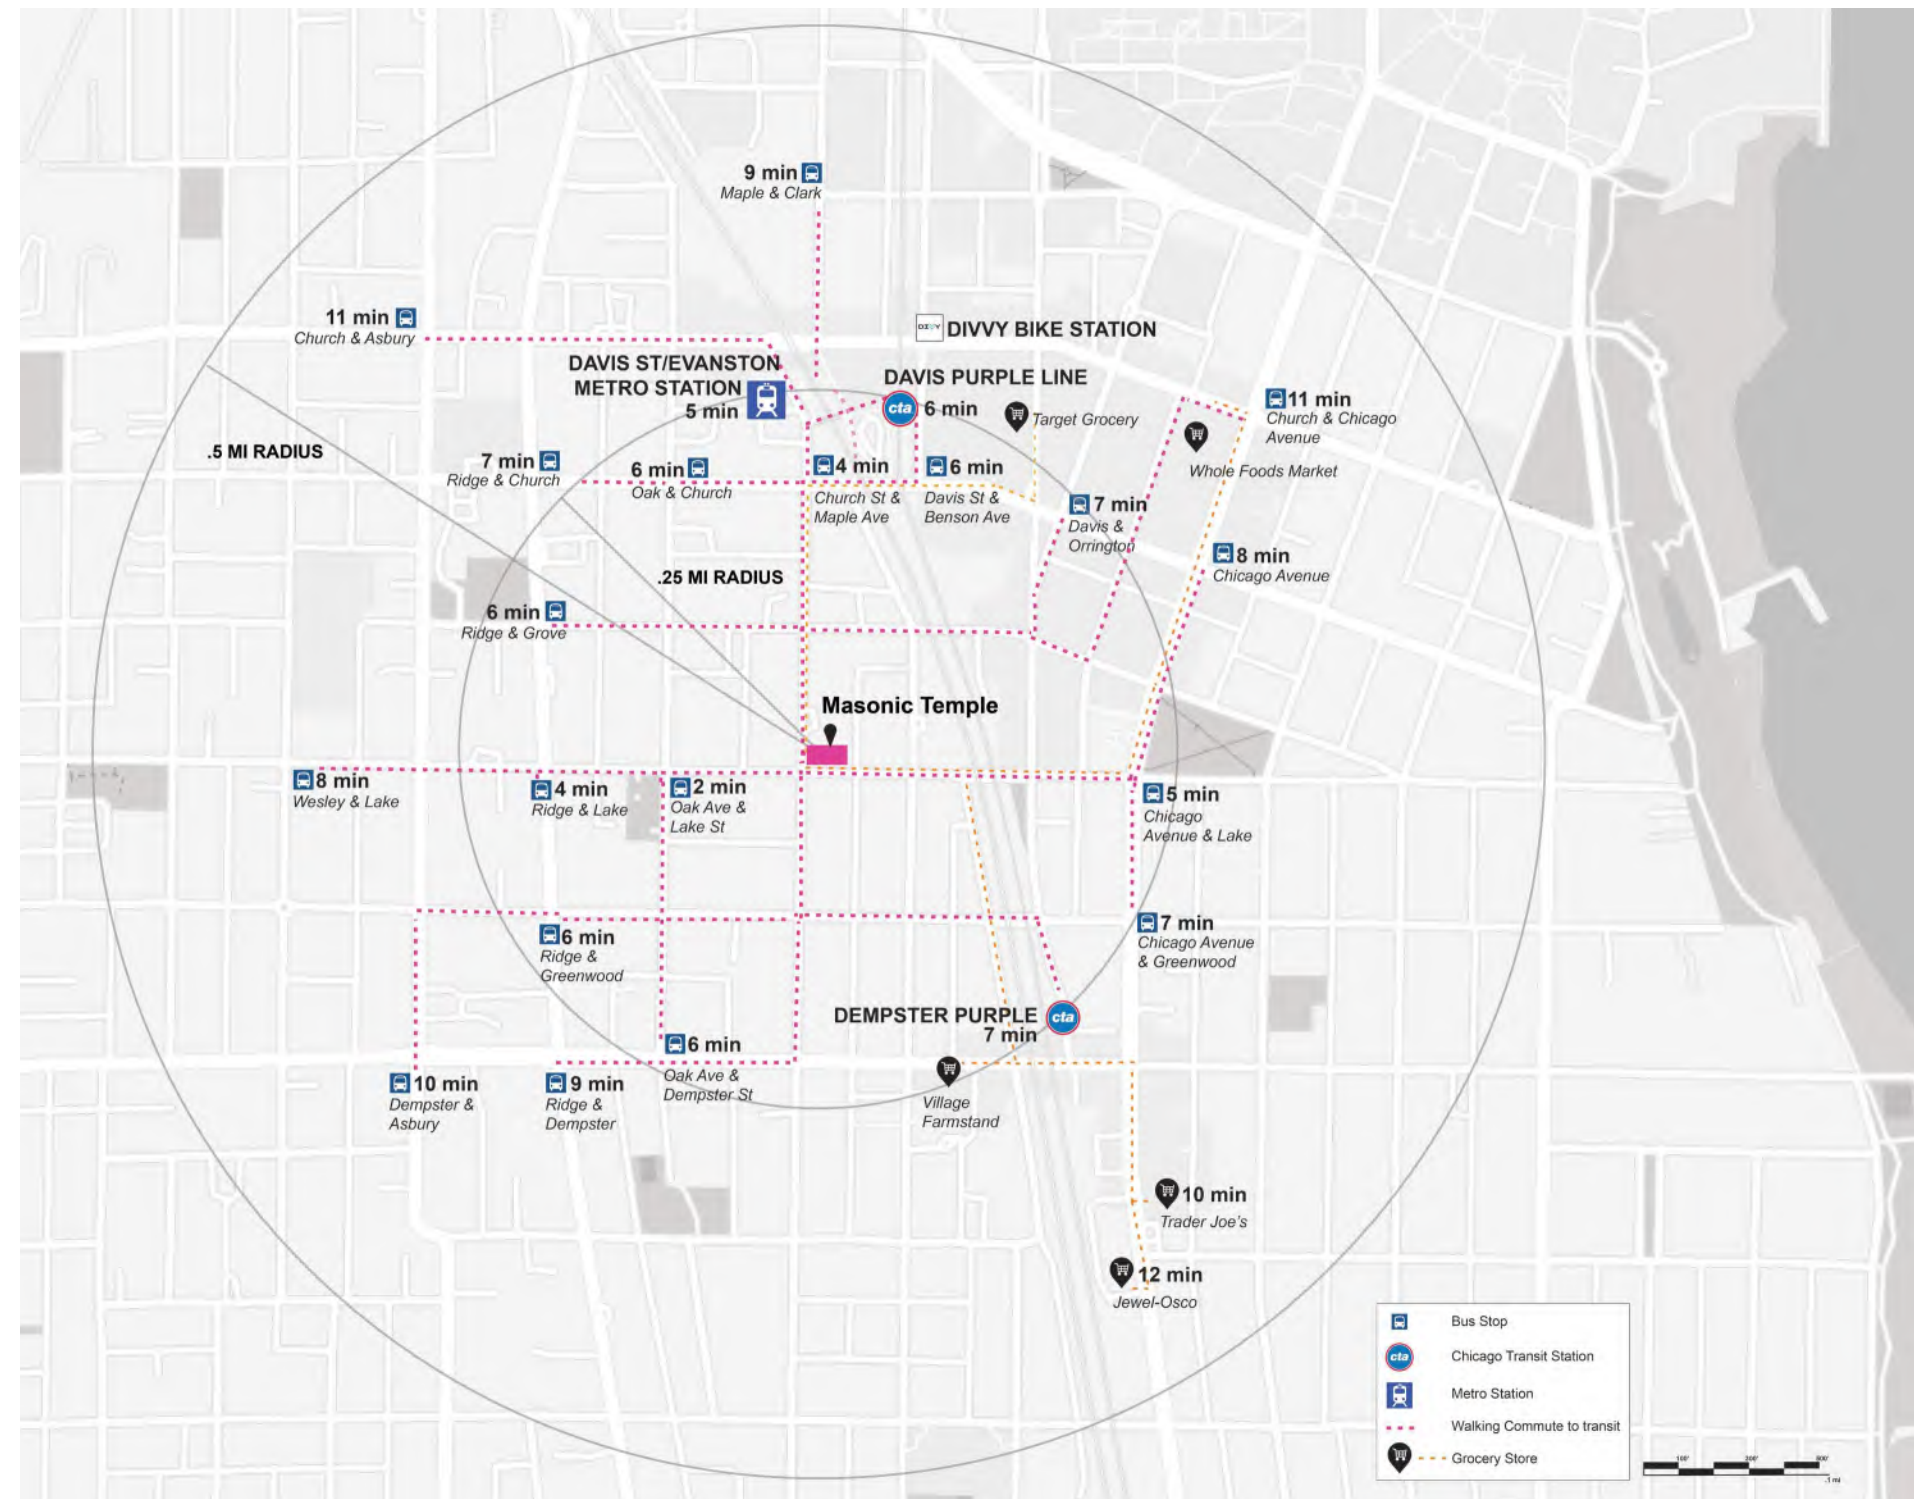 9 min
Maple & Clark
11 min
Church & Asbury
DIVVY
DIVVY BIKE STATION
DAVIS ST/EVANSTON
METRO STATION
5 min
DAVIS PURPLE LINE
cta
6 min
Target Grocery
11 min
Church & Chicago
Avenue
Whole Foods Market
.5 MI RADIUS
7 min
Ridge & Church
6 min
Oak & Church
4 min
Church St &
Maple Ave
6 min
Davis St &
Benson Ave
7 min
Davis &
Orrington
8 min
Chicago Avenue
.25 MI RADIUS
6 min
Ridge & Grove
Masonic Temple
8 min
Wesley & Lake
4 min
Ridge & Lake
2 min
Oak Ave &
Lake St
5 min
Chicago
Avenue & Lake
6 min
Ridge &
Greenwood
7 min
Chicago Avenue
& Greenwood
DEMPSTER PURPLE
7 min
cta
6 min
Oak Ave &
Dempster St
10 min
Dempster &
Asbury
9 min
Ridge &
Dempster
Village
Farmstand
10 min
Trader Joe's
12 min
Jewel-Osco
Bus Stop
cta
Chicago Transit Station
Metro Station
Walking Commute to transit
Grocery Store
.1 mi